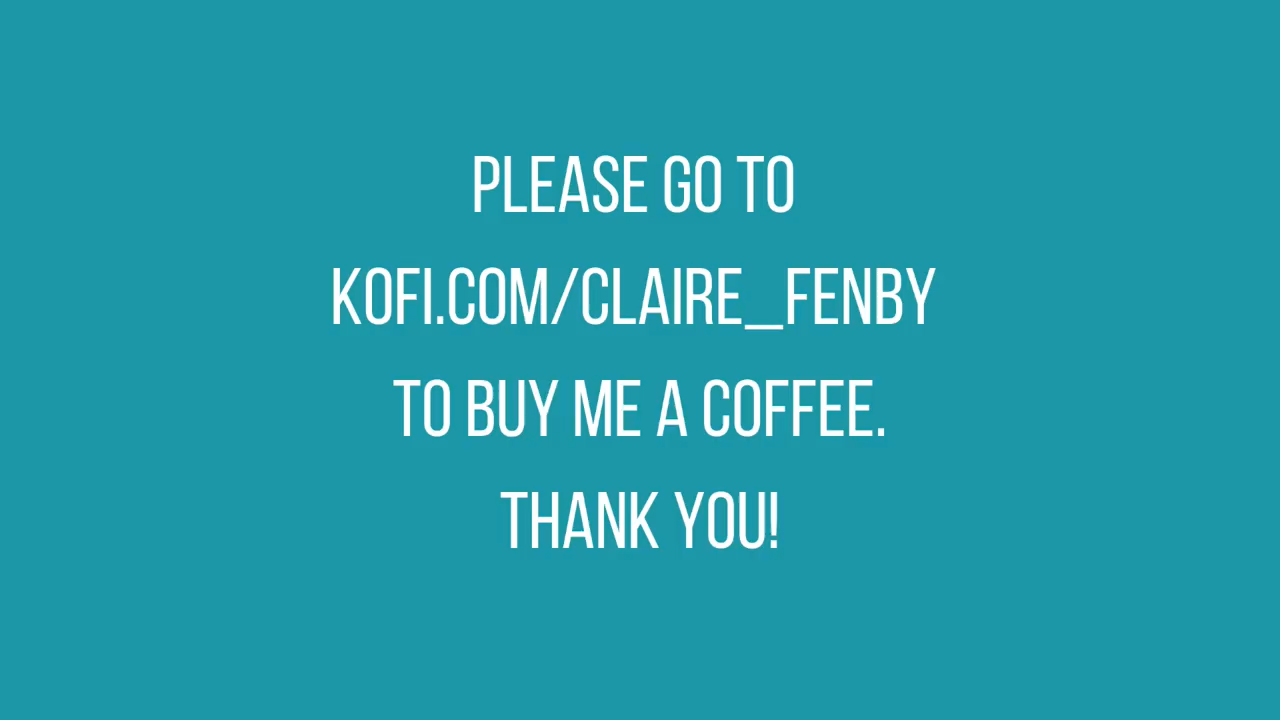 PLEASE GO TO
KOFI.COM/CLAIRE_FENBY
TO BUY ME A COFFEE.
THANK YOU!